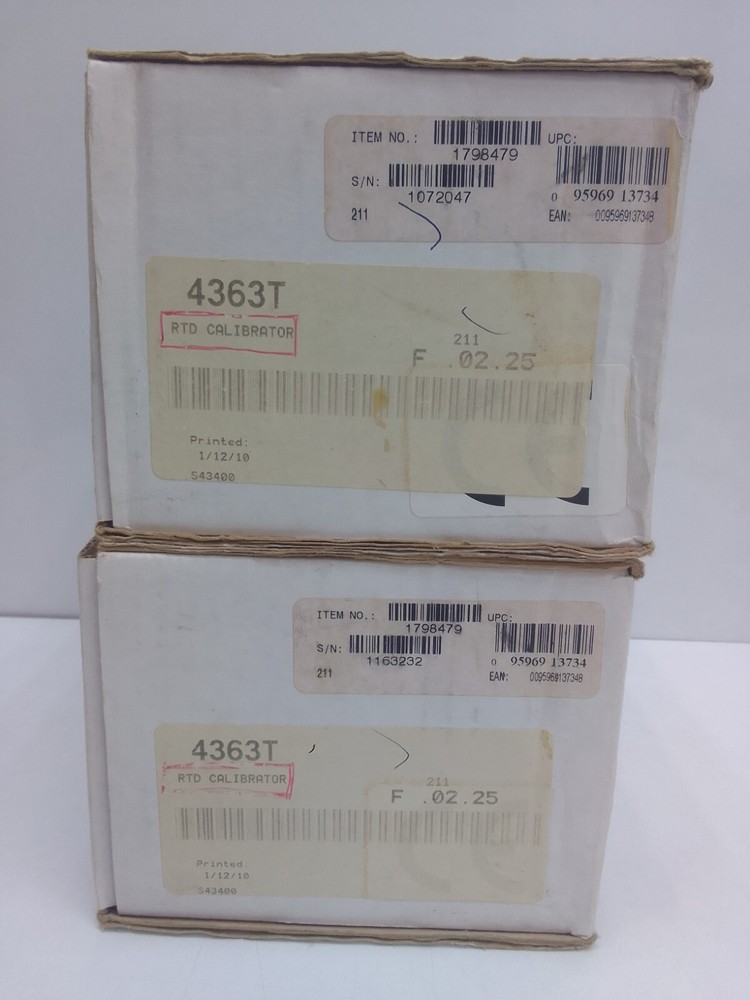 ITEM NO.:
1798479
UPC:
S/N:
1072047
0 95969 13734
211
EAN: 0095969137348
4363T
RTD CALIBRATOR
211
F .02.25
Printed:
1/12/10
S43400
ITEM NO.:
1798479
UPC:
S/N:
1163232
0 95969 13734
211
EAN: 0095969137348
4363T
RTD CALIBRATOR
211
F .02.25
Printed:
1/12/10
S43400